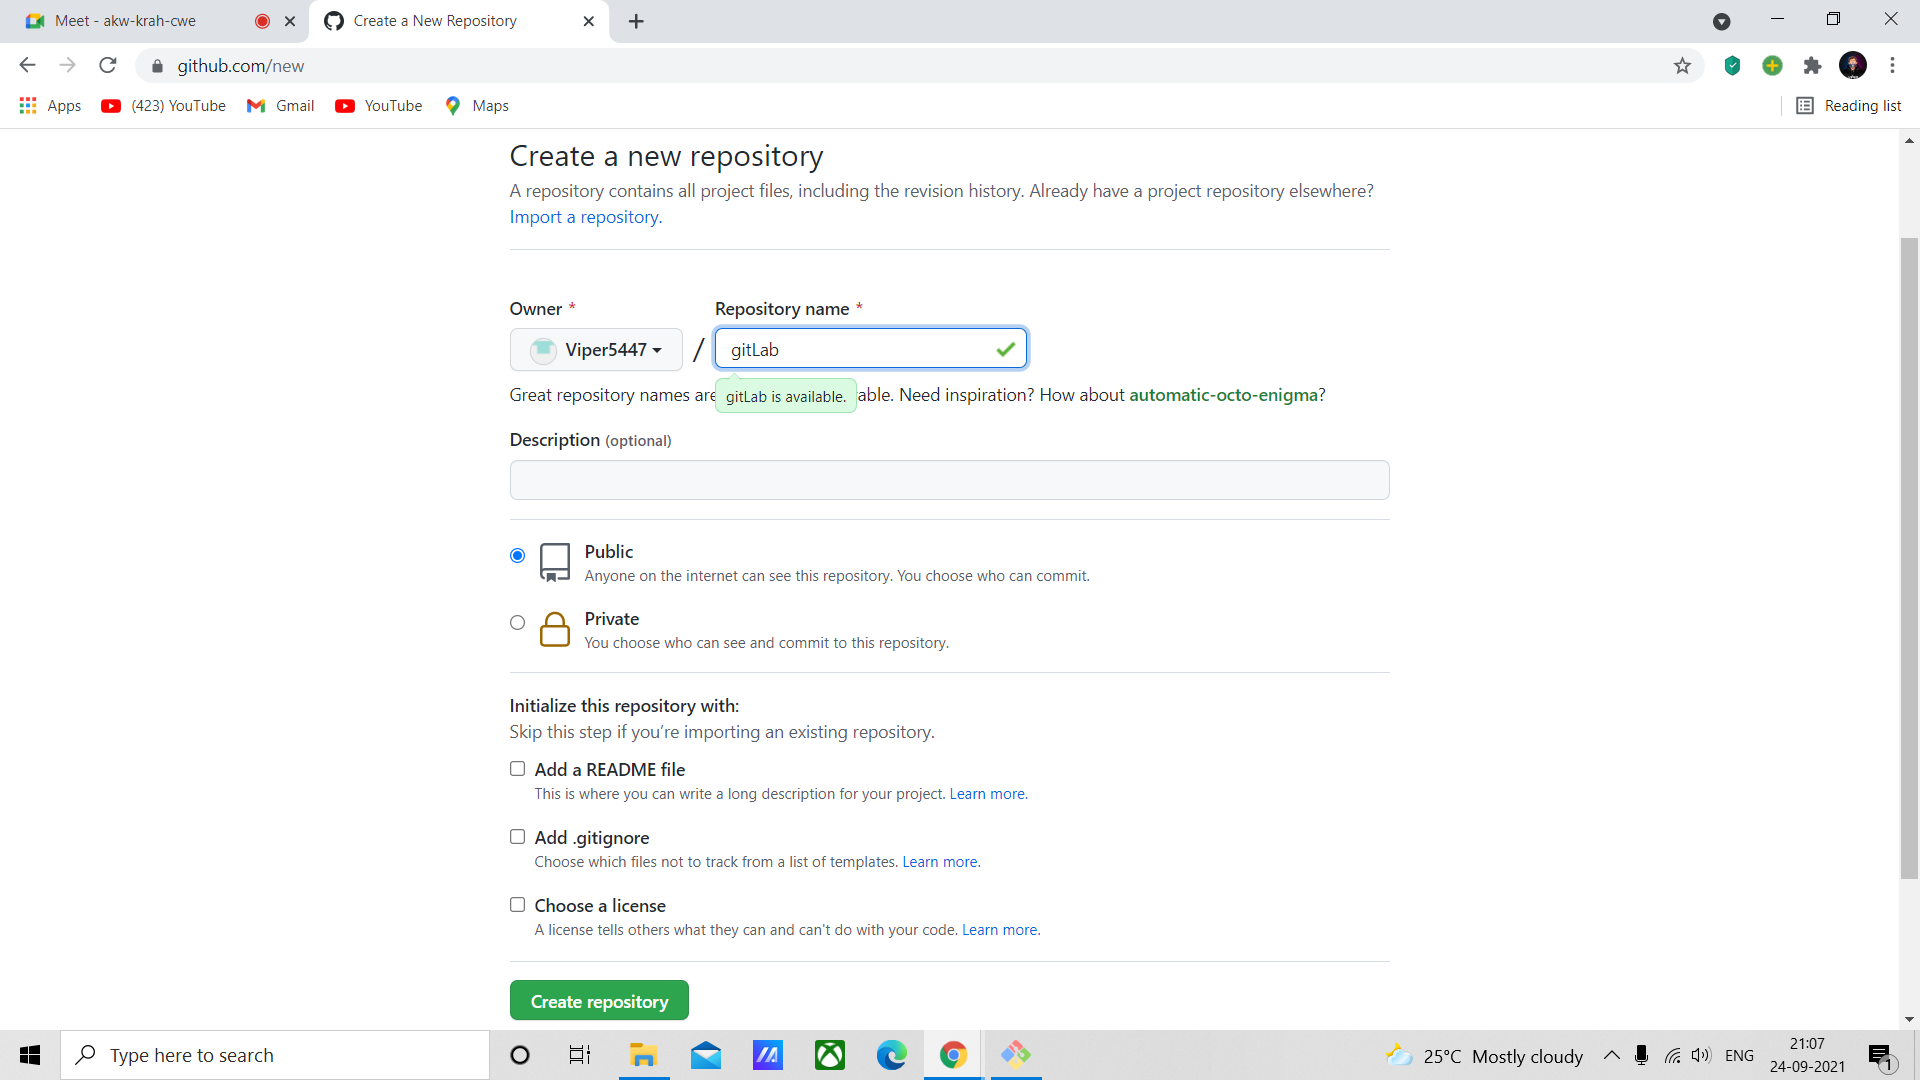 Meet - akw-krah-cwe
Create a New Repository
github.com/new
Apps
(423) YouTube
Gmail
YouTube
Maps
Reading list
Create a new repository
A repository contains all project files, including the revision history. Already have a project repository elsewhere?
Import a repository.
Owner *
Repository name *
Viper5447
/
gitLab
Great repository names are
gitLab is available.
able. Need inspiration? How about automatic-octo-enigma?
Description (optional)
Public
Anyone on the internet can see this repository. You choose who can commit.
Private
You choose who can see and commit to this repository.
Initialize this repository with:
Skip this step if you’re importing an existing repository.
Add a README file
This is where you can write a long description for your project. Learn more.
Add .gitignore
Choose which files not to track from a list of templates. Learn more.
Choose a license
A license tells others what they can and can't do with your code. Learn more.
Create repository
Type here to search
25°C Mostly cloudy
ENG
21:07
24-09-2021
1